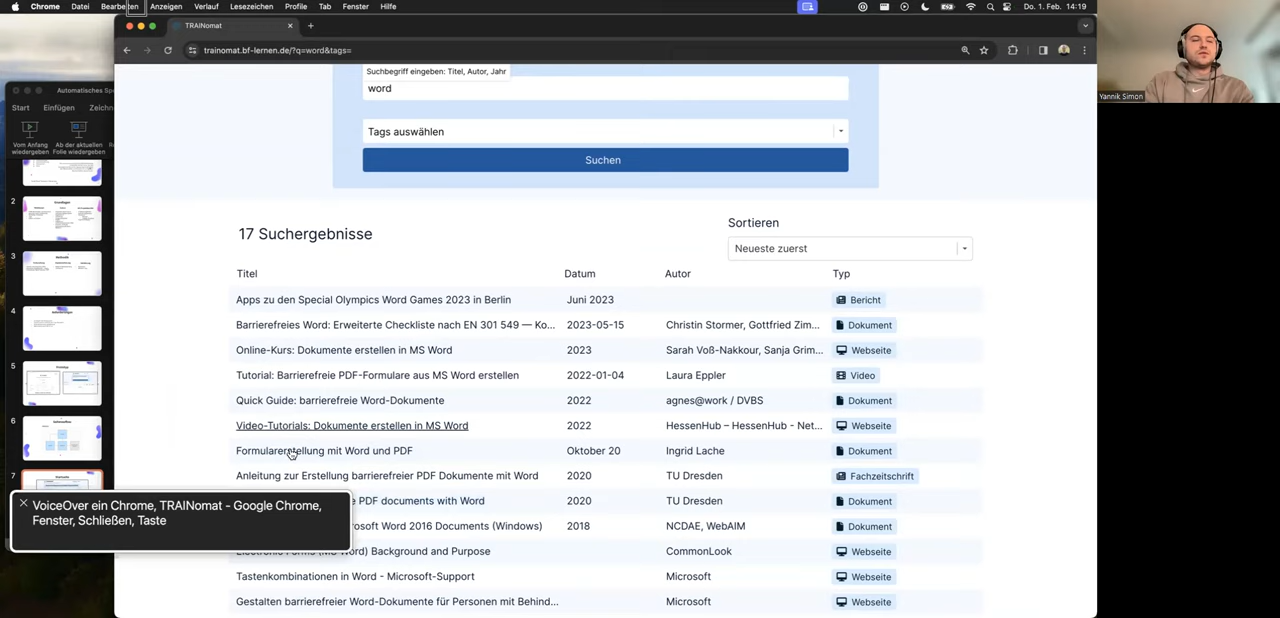 Chrome Datei Bearbeiten Anzeigen Verlauf Lesezeichen Profile Tab Fenster Hilfe Do. 1. Feb. 14:19
TRAINomat
trainomat.bf-lernen.de/?q=word&tags=
Automatisches Sp
Start Einfügen Zeichn
Vom Anfang wiedergeben
Ab der aktuellen Folie wiedergeben
2
3
4
5
6
7
Suchbegriff eingeben: Titel, Autor, Jahr
word
Tags auswählen
Suchen
17 Suchergebnisse
Sortieren
Neueste zuerst
Titel Datum Autor Typ
Apps zu den Special Olympics Word Games 2023 in Berlin Juni 2023 Bericht
Barrierefreies Word: Erweiterte Checkliste nach EN 301 549 — Ko... 2023-05-15 Christin Stormer, Gottfried Zim... Dokument
Online-Kurs: Dokumente erstellen in MS Word 2023 Sarah Voß-Nakkour, Sanja Grim... Webseite
Tutorial: Barrierefreie PDF-Formulare aus MS Word erstellen 2022-01-04 Laura Eppler Video
Quick Guide: barrierefreie Word-Dokumente 2022 agnes@work / DVBS Dokument
Video-Tutorials: Dokumente erstellen in MS Word 2022 HessenHub – HessenHub - Net... Webseite
Formularerstellung mit Word und PDF Oktober 20 Ingrid Lache Dokument
Anleitung zur Erstellung barrierefreier PDF Dokumente mit Word 2020 TU Dresden Fachzeitschrift
PDF documents with Word 2020 TU Dresden Dokument
Word 2016 Documents (Windows) 2018 NCDAE, WebAIM Dokument
Electronic Forms (MS Word) Background and Purpose CommonLook Webseite
Tastenkombinationen in Word - Microsoft-Support Microsoft Webseite
Gestalten barrierefreier Word-Dokumente für Personen mit Behind... Microsoft Webseite
VoiceOver ein Chrome, TRAINomat - Google Chrome,
Fenster, Schließen, Taste
Yannik Simon